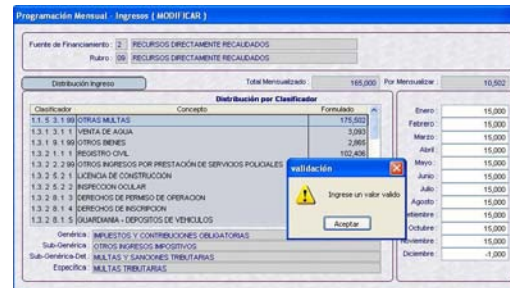 Programación Mensual - Ingresos ( MODIFICAR )
Fuente de Financiamiento : 2 RECURSOS DIRECTAMENTE RECAUDADOS
Rubro : 09 RECURSOS DIRECTAMENTE RECAUDADOS
Distribución Ingreso Total Mensualizado : 165,000 Por Mensualizar : 10,502
Distribución por Clasificador
Clasificador Concepto Formulado
1.1. 5 3. 1 99 OTRAS MULTAS 175,502
1.3. 1 3. 1 1 VENTA DE AGUA 3,093
1.3. 1 9. 1 99 OTROS BIENES 2,865
1.3. 2 1. 1 1 REGISTRO CIVIL 102,406
1.3. 2 2. 2 99 OTROS INGRESOS POR PRESTACIÓN DE SERVICIOS POLICIALES
1.3. 2 5. 2 1 LICENCIA DE CONSTRUCCIÓN
1.3. 2 5. 2 2 INSPECCION OCULAR
1.3. 2 8. 1 3 DERECHOS DE PERMISO DE OPERACION
1.3. 2 8. 1 4 DERECHOS DE INSCRIPCION
1.3. 2 8. 1 5 GUARDIANIA - DEPOSITOS DE VEHICULOS
Genérica : IMPUESTOS Y CONTRIBUCIONES OBLIGATORIAS
Sub-Genérica : OTROS INGRESOS IMPOSITIVOS
Sub-Genérica-Det. : MULTAS Y SANCIONES TRIBUTARIAS
Específica : MULTAS TRIBUTARIAS
validación
Ingrese un valor valido
Aceptar
Enero : 15,000
Febrero : 15,000
Marzo : 15,000
Abril : 15,000
Mayo : 15,000
Junio : 15,000
Julio : 15,000
Agosto : 15,000
etiembre : 15,000
Octubre : 15,000
Noviembre : 15,000
Diciembre : -1,000